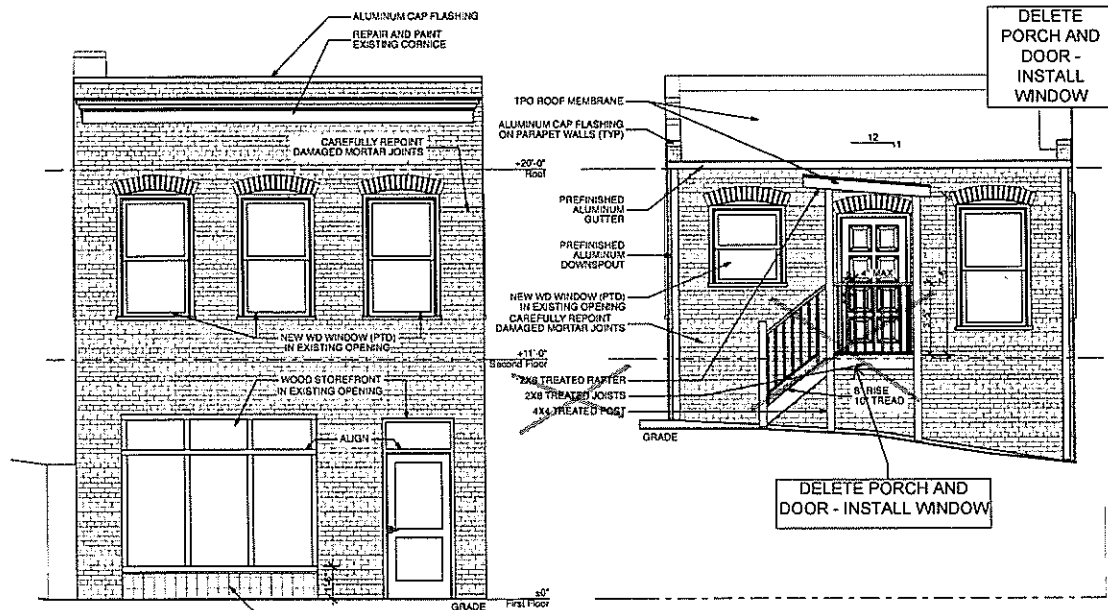 ALUMINUM CAP FLASHING
REPAIR AND PAINT
EXISTING CORNICE
CAREFULLY REPOINT
DAMAGED MORTAR JOINTS
+20'-0"
Roof
NEW WD WINDOW (PTD)
IN EXISTING OPENING
+11'-0"
Second Floor
WOOD STOREFRONT
IN EXISTING OPENING
ALIGN
±0"
First Floor
GRADE
DELETE
PORCH AND
DOOR -
INSTALL
WINDOW
TPO ROOF MEMBRANE
ALUMINUM CAP FLASHING
ON PARAPET WALLS (TYP)
12
1
PREFINISHED
ALUMINUM
GUTTER
PREFINISHED
ALUMINUM
DOWNSPOUT
NEW WD WINDOW (PTD)
IN EXISTING OPENING
CAREFULLY REPOINT
DAMAGED MORTAR JOINTS
4" MAX
2X6 TREATED RAFTER
2X8 TREATED JOISTS
4X4 TREATED POST
8" RISE
10" TREAD
GRADE
DELETE PORCH AND
DOOR - INSTALL WINDOW